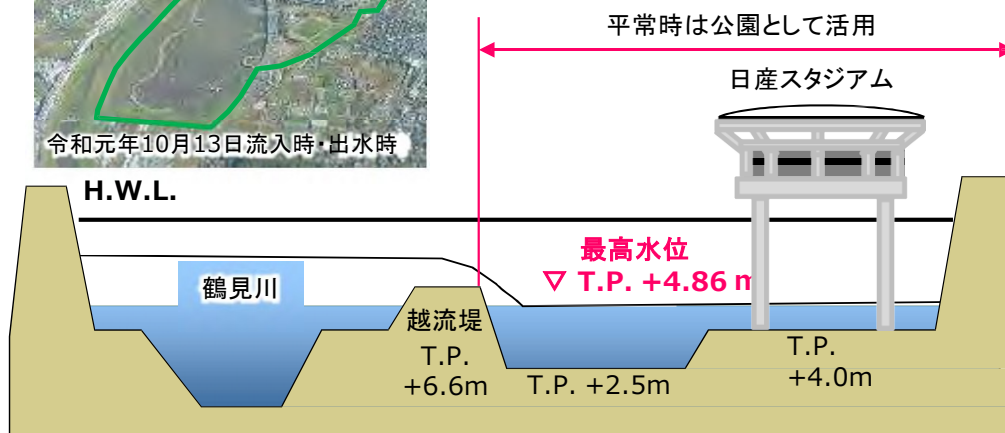 平常時は公園として活用
日産スタジアム
令和元年10月13日流入時・出水時
H.W.L.
最高水位
▽ T.P. +4.86 m
鶴見川
越流堤
T.P.
+6.6m
T.P. +2.5m
T.P.
+4.0m